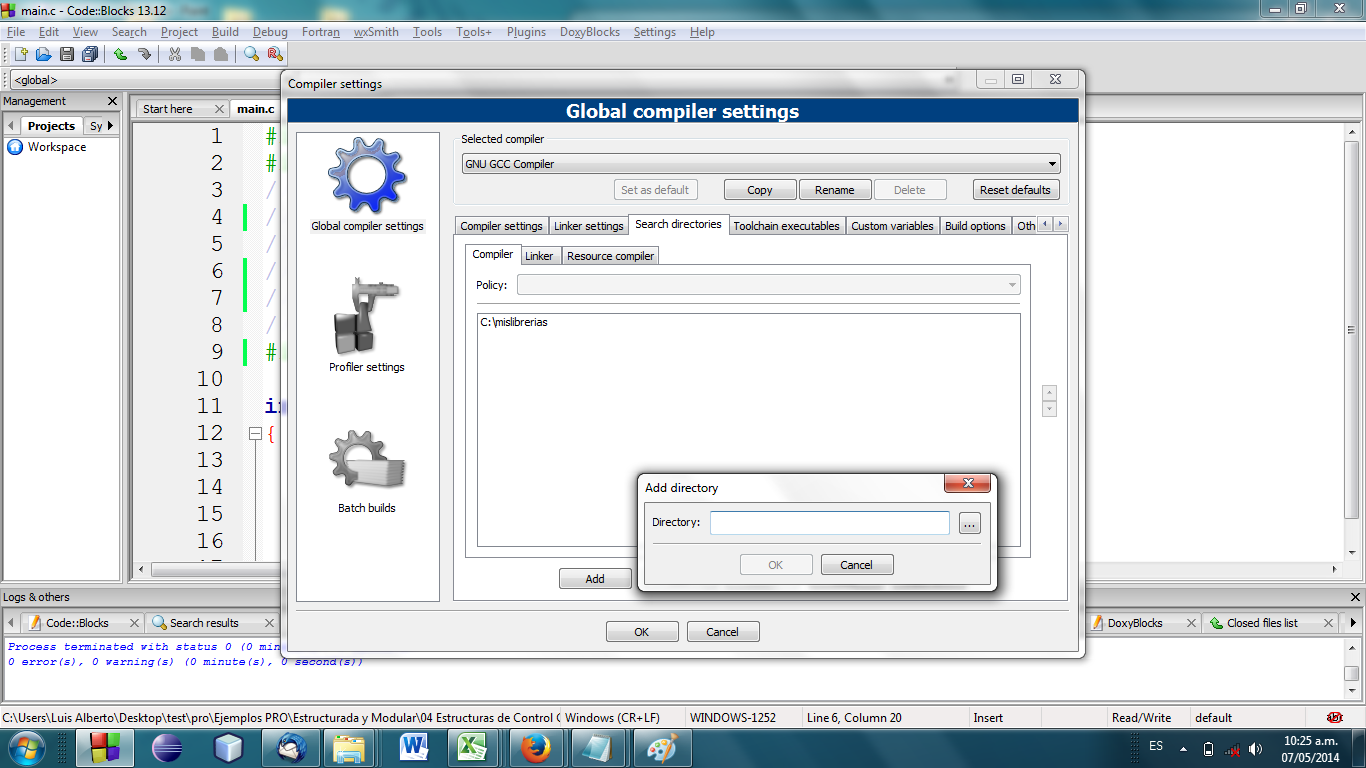 main.c - Code::Blocks 13.12
File Edit View Search Project Build Debug Fortran wxSmith Tools Tools+ Plugins DoxyBlocks Settings Help
<global>
Compiler settings
Management
Global compiler settings
Start here
main.c
Projects
Sy
Workspace
1 #
2 #
3 /
4 /
5 /
6 /
7 /
8 /
9 #
10
11
12 {
13
14
15
16
Global compiler settings
Profiler settings
Batch builds
Selected compiler
GNU GCC Compiler
Set as default Copy Rename Delete Reset defaults
Compiler settings Linker settings Search directories Toolchain executables Custom variables Build options Oth
Compiler Linker Resource compiler
Policy:
C:\mislibrerias
Add directory
Directory: ...
OK Cancel
Add
OK Cancel
Logs & others
Code::Blocks Search results DoxyBlocks Closed files list
Process terminated with status 0 (0 min
0 error(s), 0 warning(s) (0 minute(s), 0 second(s))
C:\Users\Luis Alberto\Desktop\test\pro\Ejemplos PRO\Estructurada y Modular\04 Estructuras de Control C Windows (CR+LF) WINDOWS-1252 Line 6, Column 20 Insert Read/Write default abc
ES
10:25 a.m.
07/05/2014